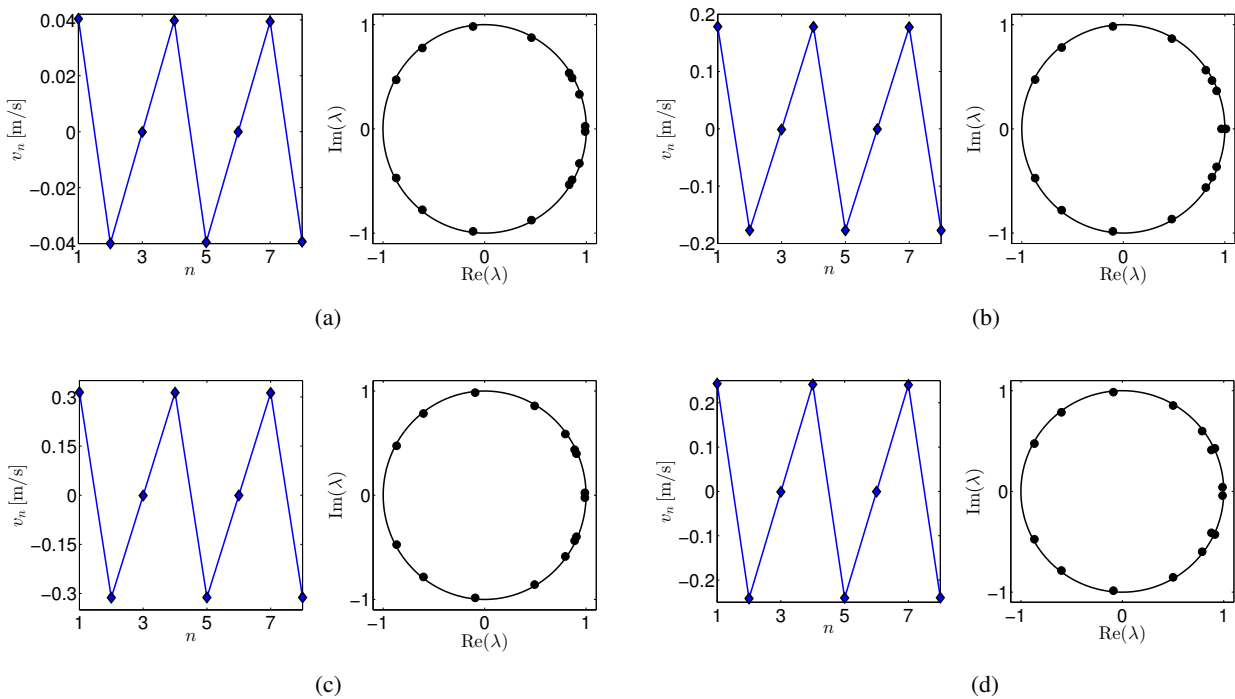 0.04
0.04
0
−0.04
−0.04
v_n [m/s]
1 3 5 7
n
1
0
−1
Im(λ)
−1 0 1
Re(λ)
(a)
0.2
0.1
0
−0.1
−0.2
v_n [m/s]
1 3 5 7
n
1
0
−1
Im(λ)
−1 0 1
Re(λ)
(b)
0.3
0.15
0
−0.15
−0.3
v_n [m/s]
1 3 5 7
n
1
0
−1
Im(λ)
−1 0 1
Re(λ)
(c)
0.2
0.1
0
−0.1
−0.2
v_n [m/s]
1 3 5 7
n
1
0
−1
Im(λ)
−1 0 1
Re(λ)
(d)